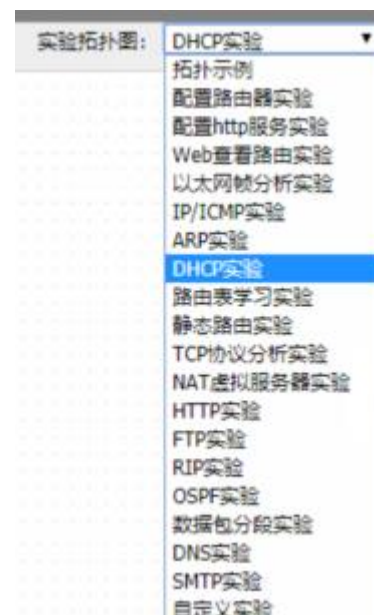 实验拓扑图: DHCP实验
拓扑示例
配置路由器实验
配置http服务实验
Web查看路由实验
以太网帧分析实验
IP/ICMP实验
ARP实验
DHCP实验
路由表学习实验
静态路由实验
TCP协议分析实验
NAT虚拟服务器实验
HTTP实验
FTP实验
RIP实验
OSPF实验
数据包分段实验
DNS实验
SMTP实验
自定义实验